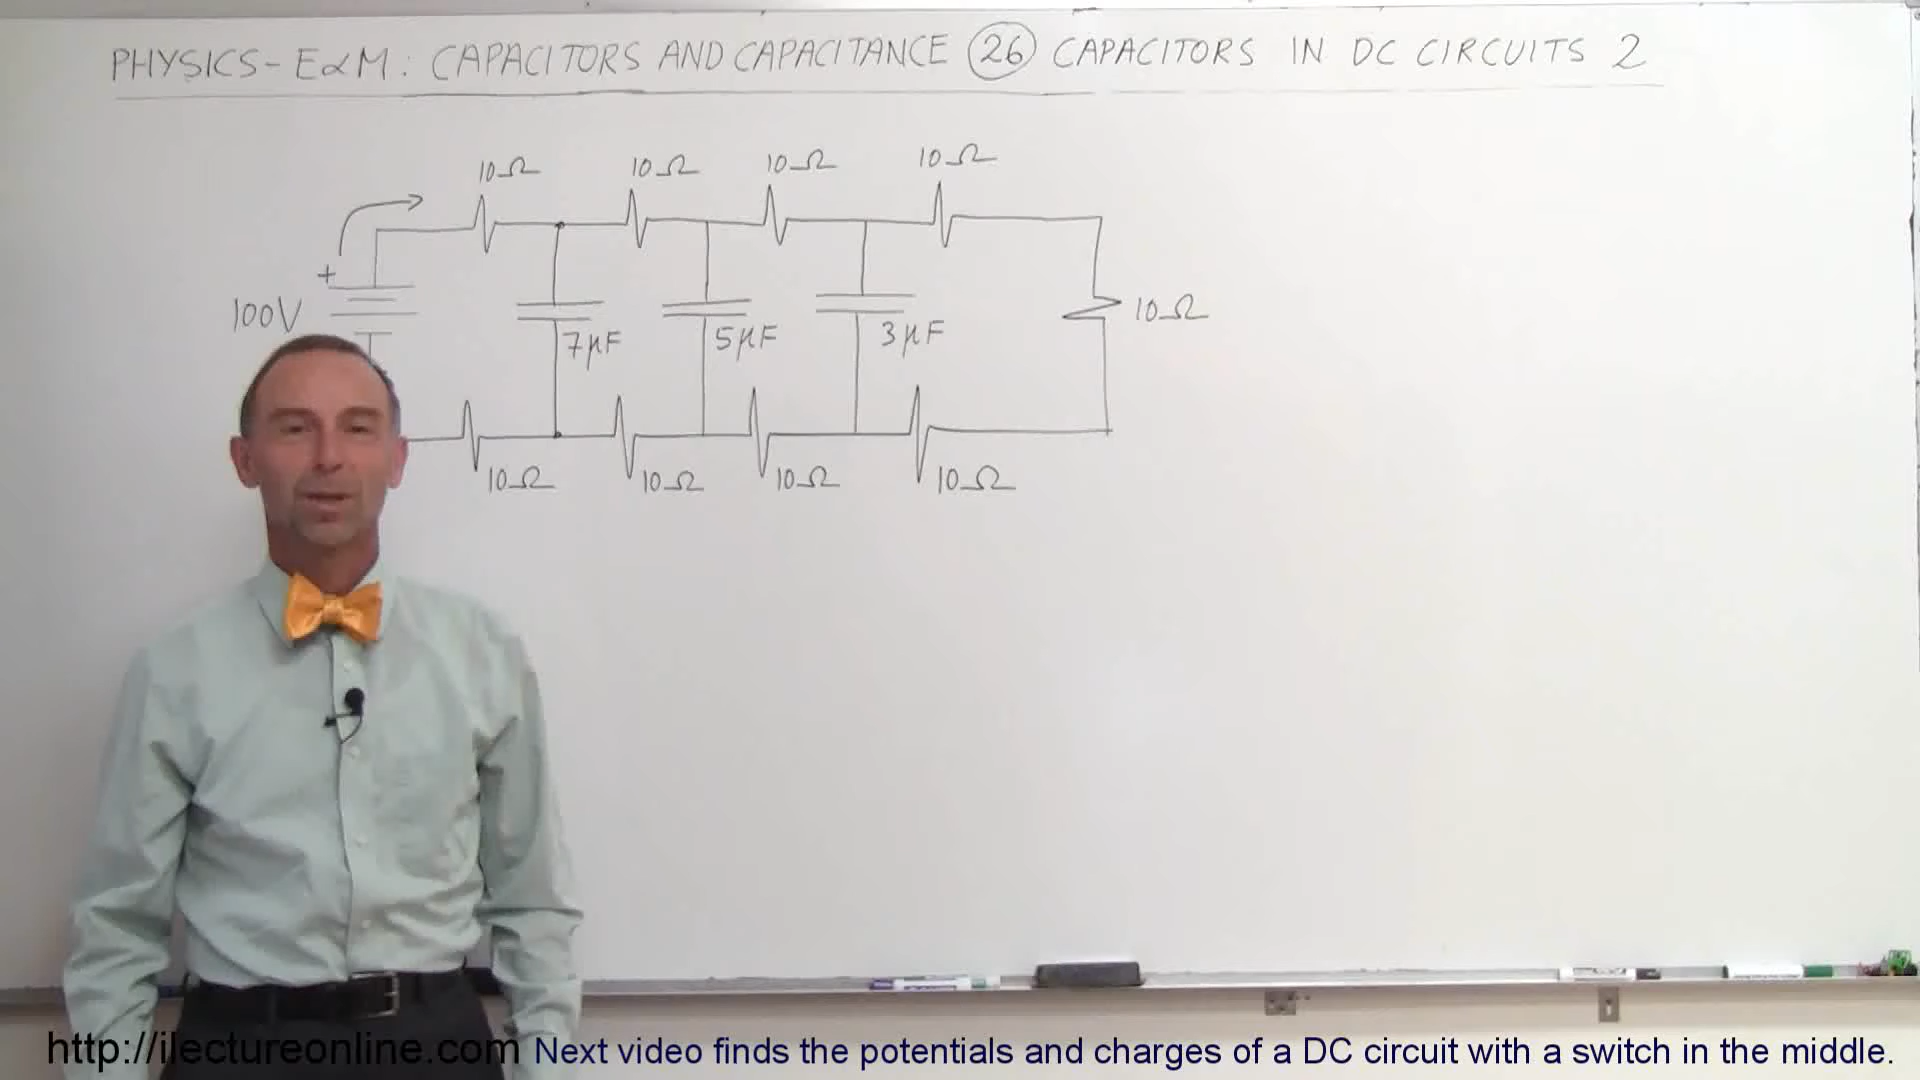 PHYSICS - E&M: CAPACITORS AND CAPACITANCE 26 CAPACITORS IN DC CIRCUITS 2
10Ω 10Ω 10Ω 10Ω
+
100V 10Ω
7µF 5µF 3µF
10Ω 10Ω 10Ω 10Ω
http://ilectureonline.com Next video finds the potentials and charges of a DC circuit with a switch in the middle.